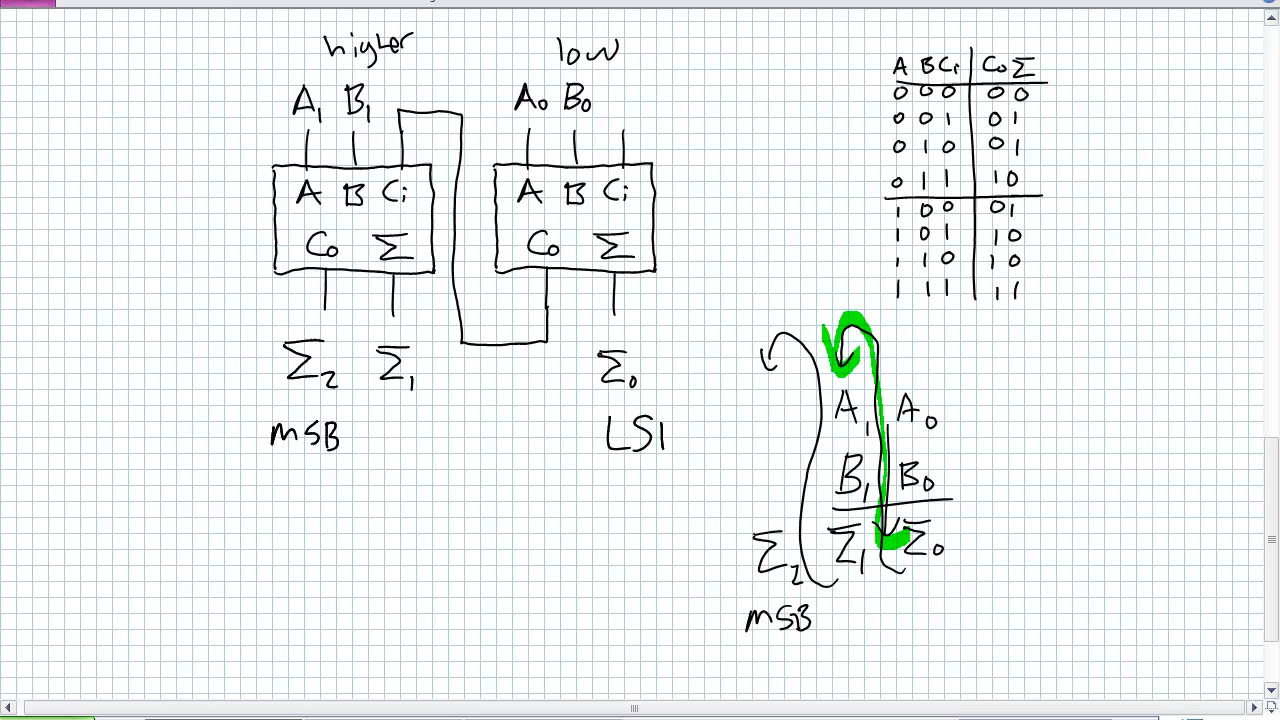 higher low
A₁ B₁ A₀ B₀
A B Ci A B Ci
Co Σ Co Σ
Σ₂ Σ₁ Σ₀
MSB LSI
A B Ci Co Σ
0 0 0 0 0
0 0 1 0 1
0 1 0 0 1
0 1 1 1 0
1 0 0 0 1
1 0 1 1 0
1 1 0 1 0
1 1 1 1 1
A₁ A₀
B₁ B₀
Σ₂ Σ₁ Σ₀
MSB